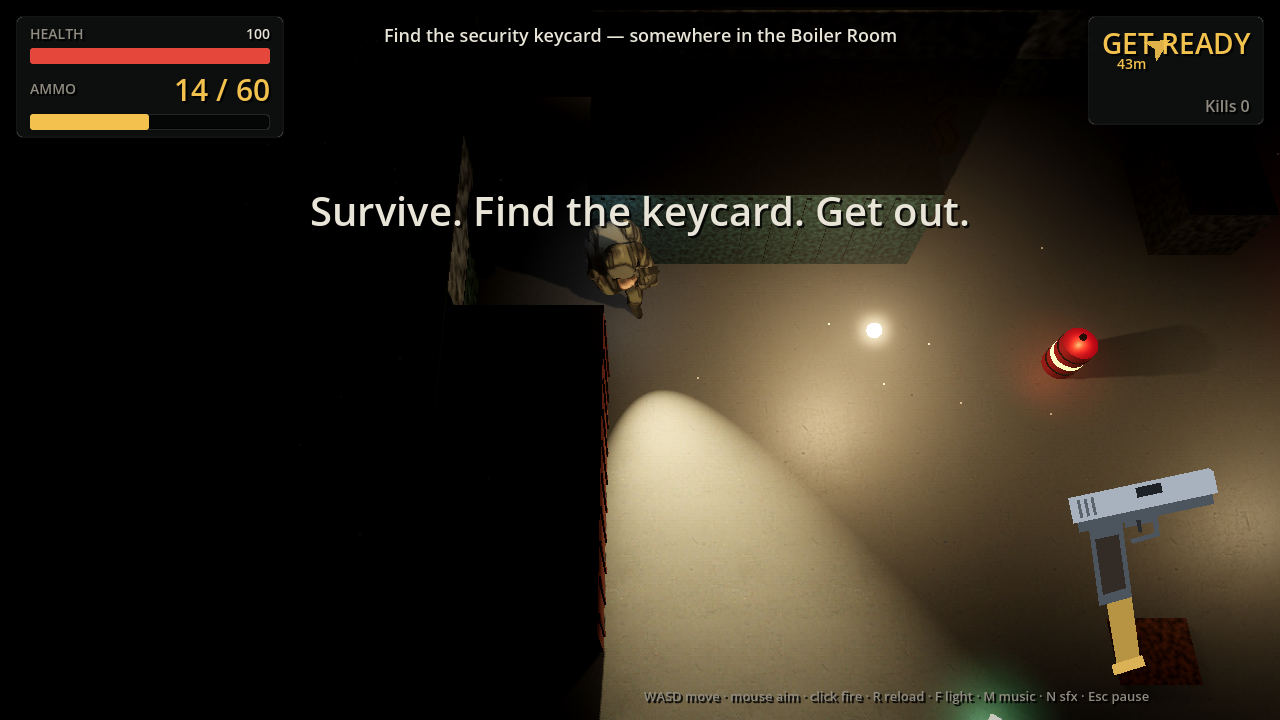 HEALTH 100
AMMO 14 / 60
Find the security keycard — somewhere in the Boiler Room
GET READY
43m
Kills 0
Survive. Find the keycard. Get out.
WASD move · mouse aim · click fire · R reload · F light · M music · N sfx · Esc pause